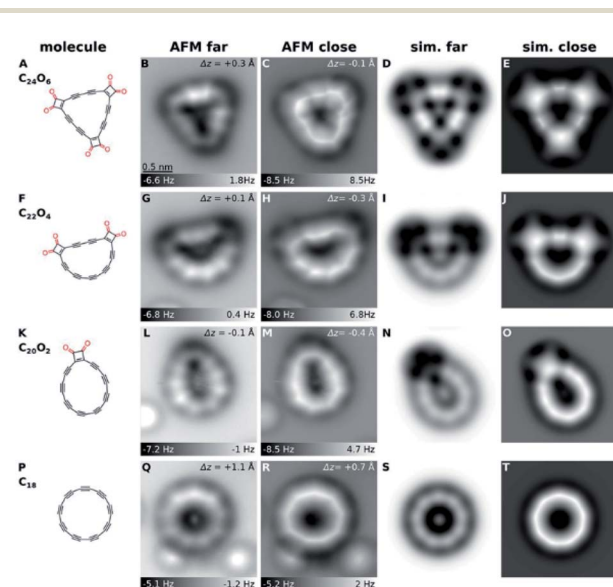 molecule AFM far AFM close sim. far sim. close
A B Δz = +0.3 Å C Δz= -0.1 Å D E
C₂₄O₆
0.5 nm
-6.6 Hz 1.8Hz -8.5 Hz 8.5Hz
F G Δz = +0.1 Å H Δz= -0.3 Å I J
C₂₂O₄
-6.8 Hz 0.4 Hz -8.0 Hz 6.8Hz
K L Δz = -0.1 Å M Δz= -0.4 Å N O
C₂₀O₂
-7.2 Hz -1 Hz -8.5 Hz 4.7 Hz
P Q Δz = +1.1 Å R Δz= +0.7 Å S T
C₁₈
-5.1 Hz -1.2 Hz -5.2 Hz 2 Hz